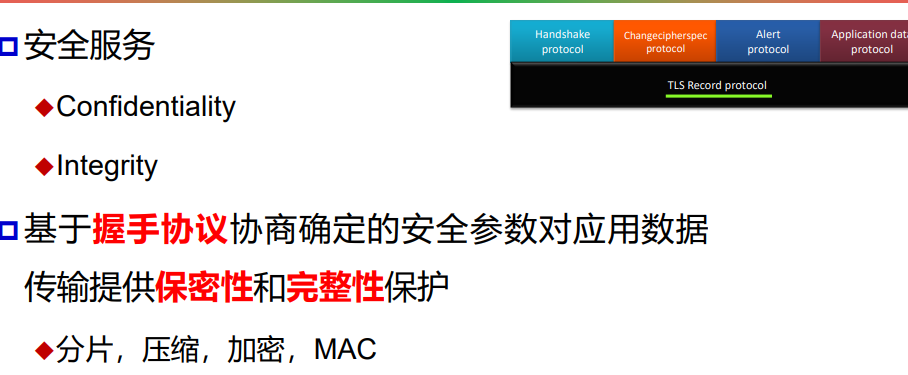 安全服务
Confidentiality
Integrity
基于握手协议协商确定的安全参数对应用数据
传输提供保密性和完整性保护
分片，压缩，加密，MAC
Handshake
protocol
Changecipherspec
protocol
Alert
protocol
Application data
protocol
TLS Record protocol